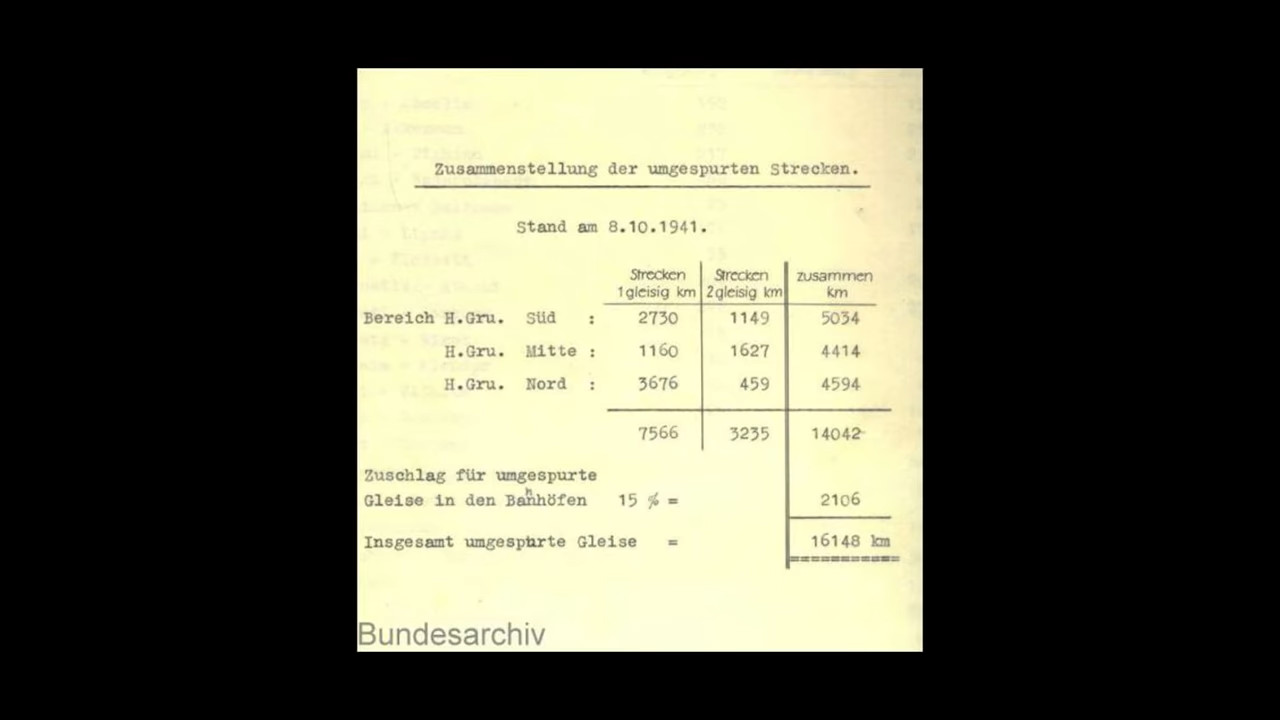 Zusammenstellung der umgespurten Strecken.
Stand am 8.10.1941.
Strecken Strecken zusammen
1gleisig km 2gleisig km km
Bereich H.Gru. Süd : 2730 1149 5034
H.Gru. Mitte : 1160 1627 4414
H.Gru. Nord : 3676 459 4594
7566 3235 14042
Zuschlag für umgespurte
Gleise in den Bahnhöfen 15 % = 2106
Insgesamt umgespurte Gleise = 16148 km
Bundesarchiv